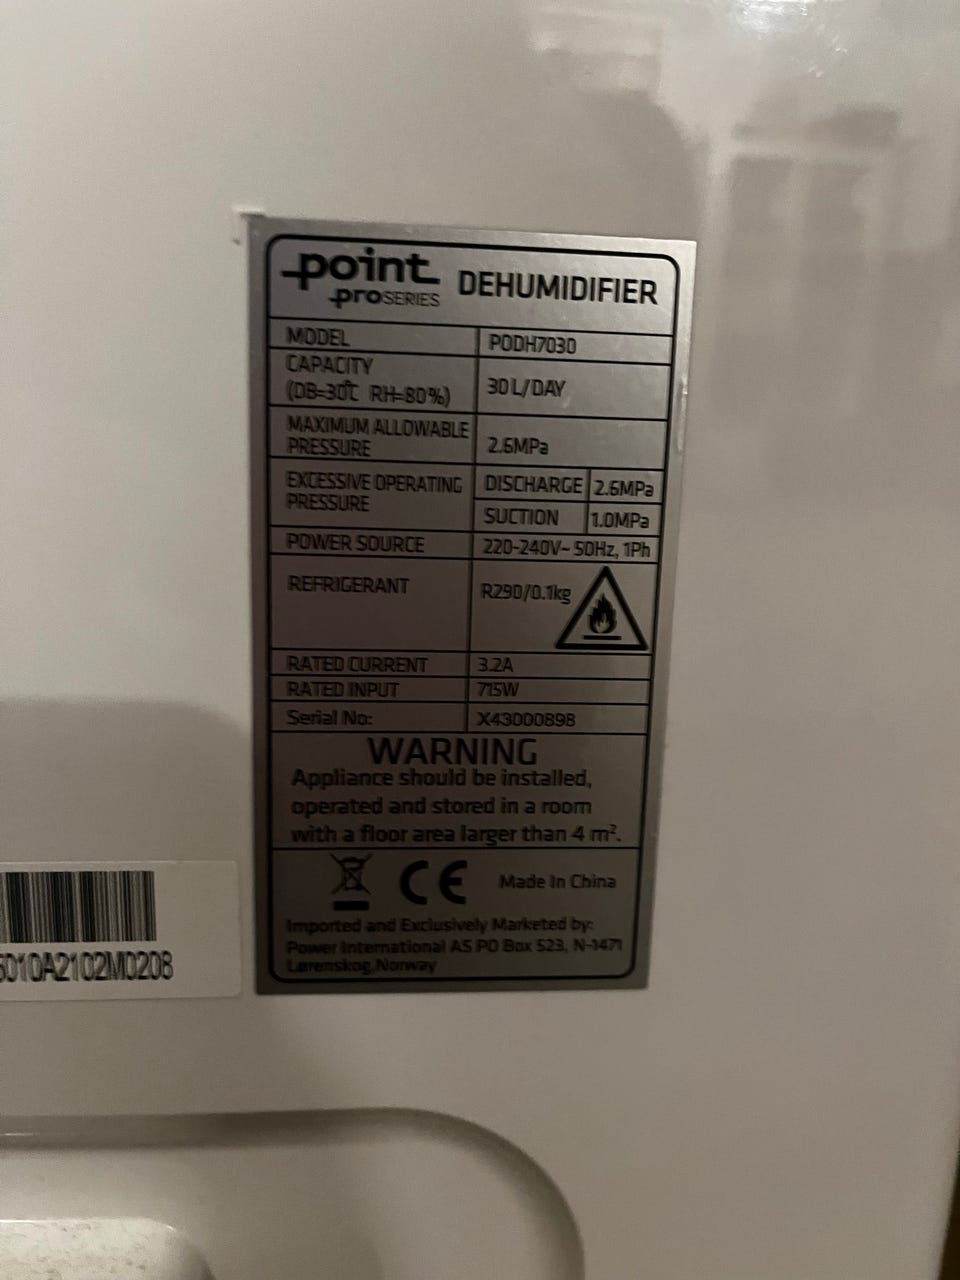 point
pro SERIES
DEHUMIDIFIER
MODEL PODH7030
CAPACITY
(DB=30℃ RH=80%) 30L/DAY
MAXIMUM ALLOWABLE
PRESSURE 2.6MPa
EXCESSIVE OPERATING
PRESSURE
DISCHARGE 2.6MPa
SUCTION 1.0MPa
POWER SOURCE 220-240V~ 50Hz, 1Ph
REFRIGERANT R290/0.1kg
RATED CURRENT 3.2A
RATED INPUT 715W
Serial No: X43000898
WARNING
Appliance should be installed,
operated and stored in a room
with a floor area larger than 4 m².
CE Made In China
Imported and Exclusively Marketed by:
Power International AS PO Box 523, N-1471
Lørenskog,Norway
010A2102M0208